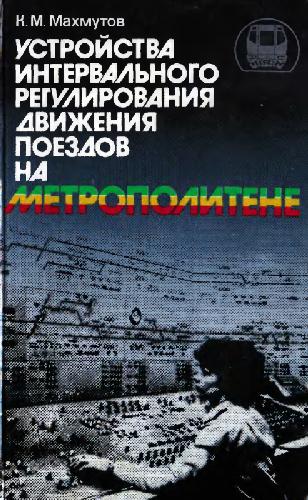 К. М. Махмутов
УСТРОЙСТВА
ИНТЕРВАЛЬНОГО
РЕГУЛИРОВАНИЯ
ДВИЖЕНИЯ
ПОЕЗДОВ
НА
МЕТРОПОЛИТЕНЕ